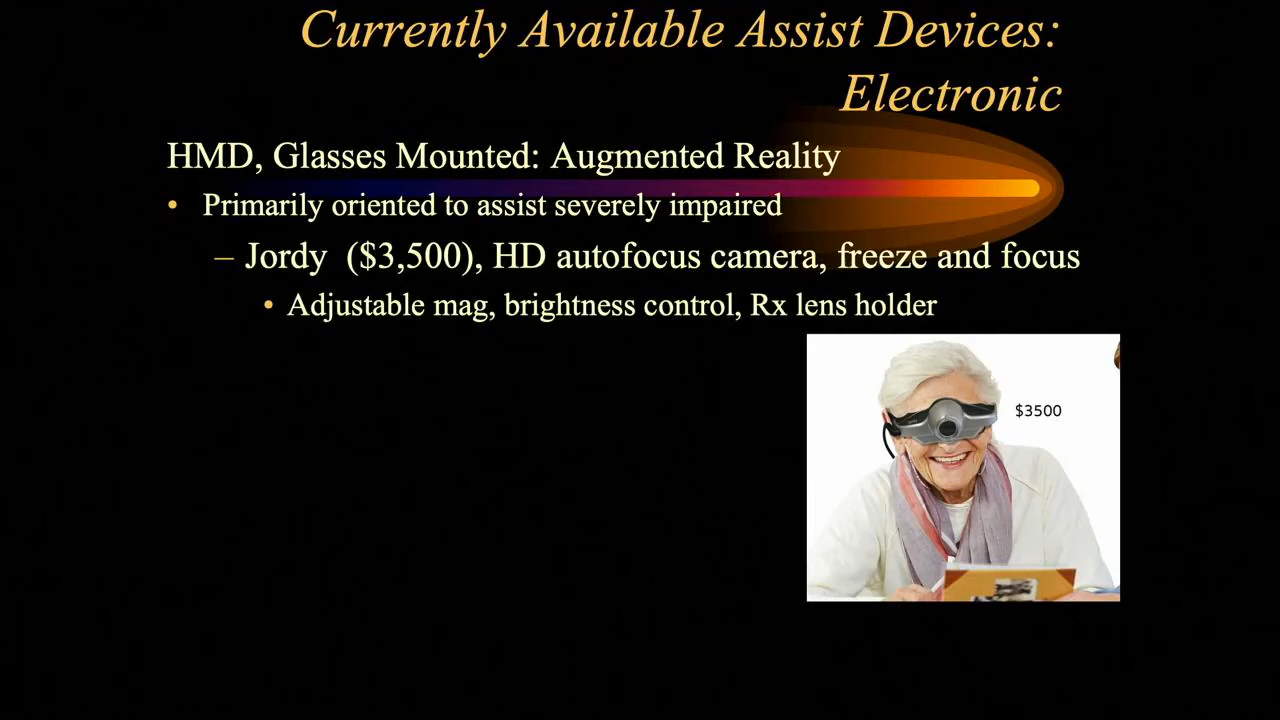 Currently Available Assist Devices:
Electronic
HMD, Glasses Mounted: Augmented Reality
• Primarily oriented to assist severely impaired
– Jordy ($3,500), HD autofocus camera, freeze and focus
• Adjustable mag, brightness control, Rx lens holder
$3500